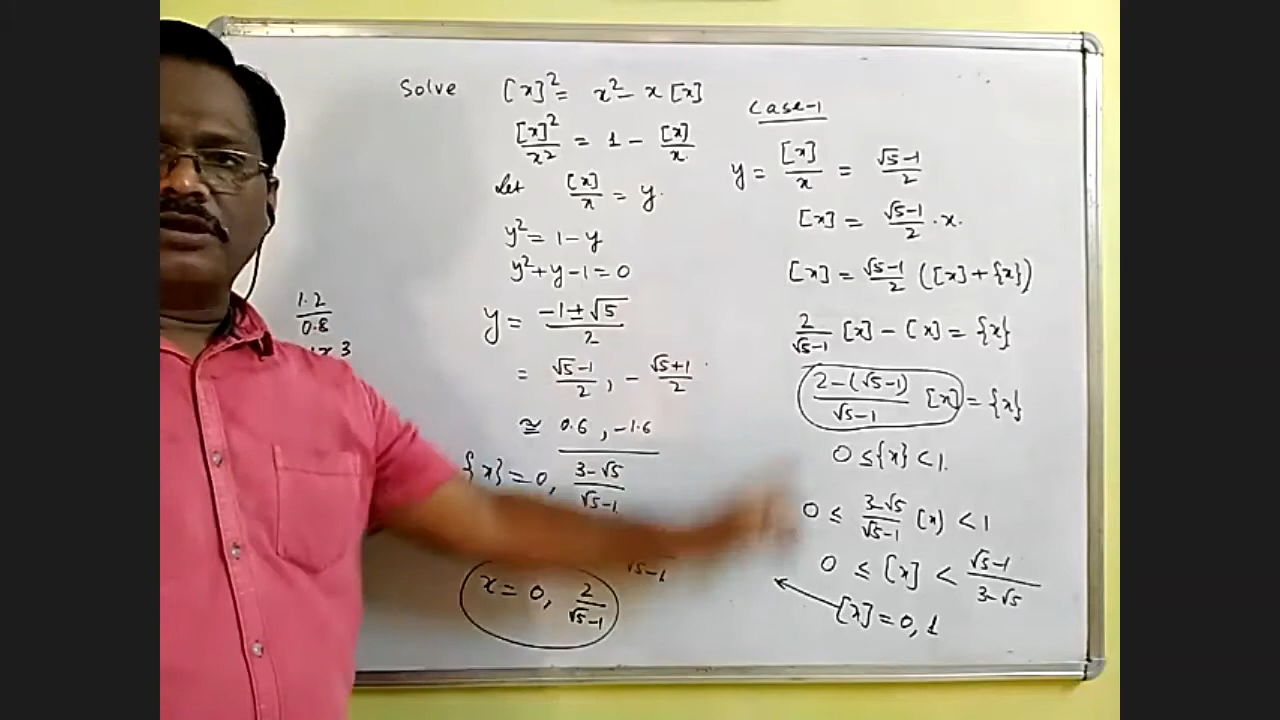 Solve [x]² = x² - x [x]
[x]²/x² = 1 - [x]/x
Let [x]/x = y.
y² = 1 - y
y² + y - 1 = 0
y = (-1 ± √5)/2
= (√5-1)/2 , - (√5+1)/2
≅ 0.6 , -1.6
{x} = 0, (3-√5)/(√5-1)
√5-1
x = 0, 2/(√5-1)
1.2/0.8
Case-1
y = [x]/x = (√5-1)/2
[x] = (√5-1)/2 · x.
[x] = (√5-1)/2 ([x] + {x})
2/(√5-1) [x] - [x] = {x}
(2-(√5-1))/(√5-1) [x] = {x}
0 ≤ {x} < 1.
0 ≤ (3-√5)/(√5-1) [x] < 1
0 ≤ [x] < (√5-1)/(3-√5)
[x] = 0, 1